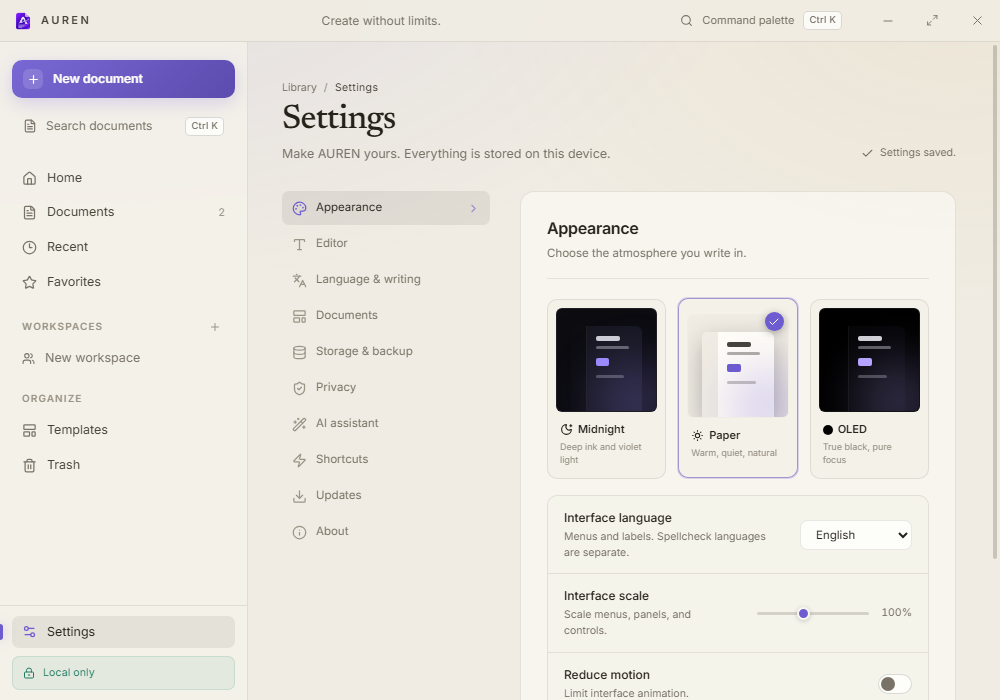 AUREN
Create without limits.
Command palette Ctrl K
New document
Search documents Ctrl K
Home
Documents 2
Recent
Favorites
WORKSPACES
New workspace
ORGANIZE
Templates
Trash
Settings
Local only
Library / Settings
Settings
Make AUREN yours. Everything is stored on this device.
Settings saved.
Appearance
Editor
Language & writing
Documents
Storage & backup
Privacy
AI assistant
Shortcuts
Updates
About
Appearance
Choose the atmosphere you write in.
Midnight
Deep ink and violet
light
Paper
Warm, quiet, natural
OLED
True black, pure
focus
Interface language
Menus and labels. Spellcheck languages
are separate.
English
Interface scale
Scale menus, panels, and
controls.
100%
Reduce motion
Limit interface animation.